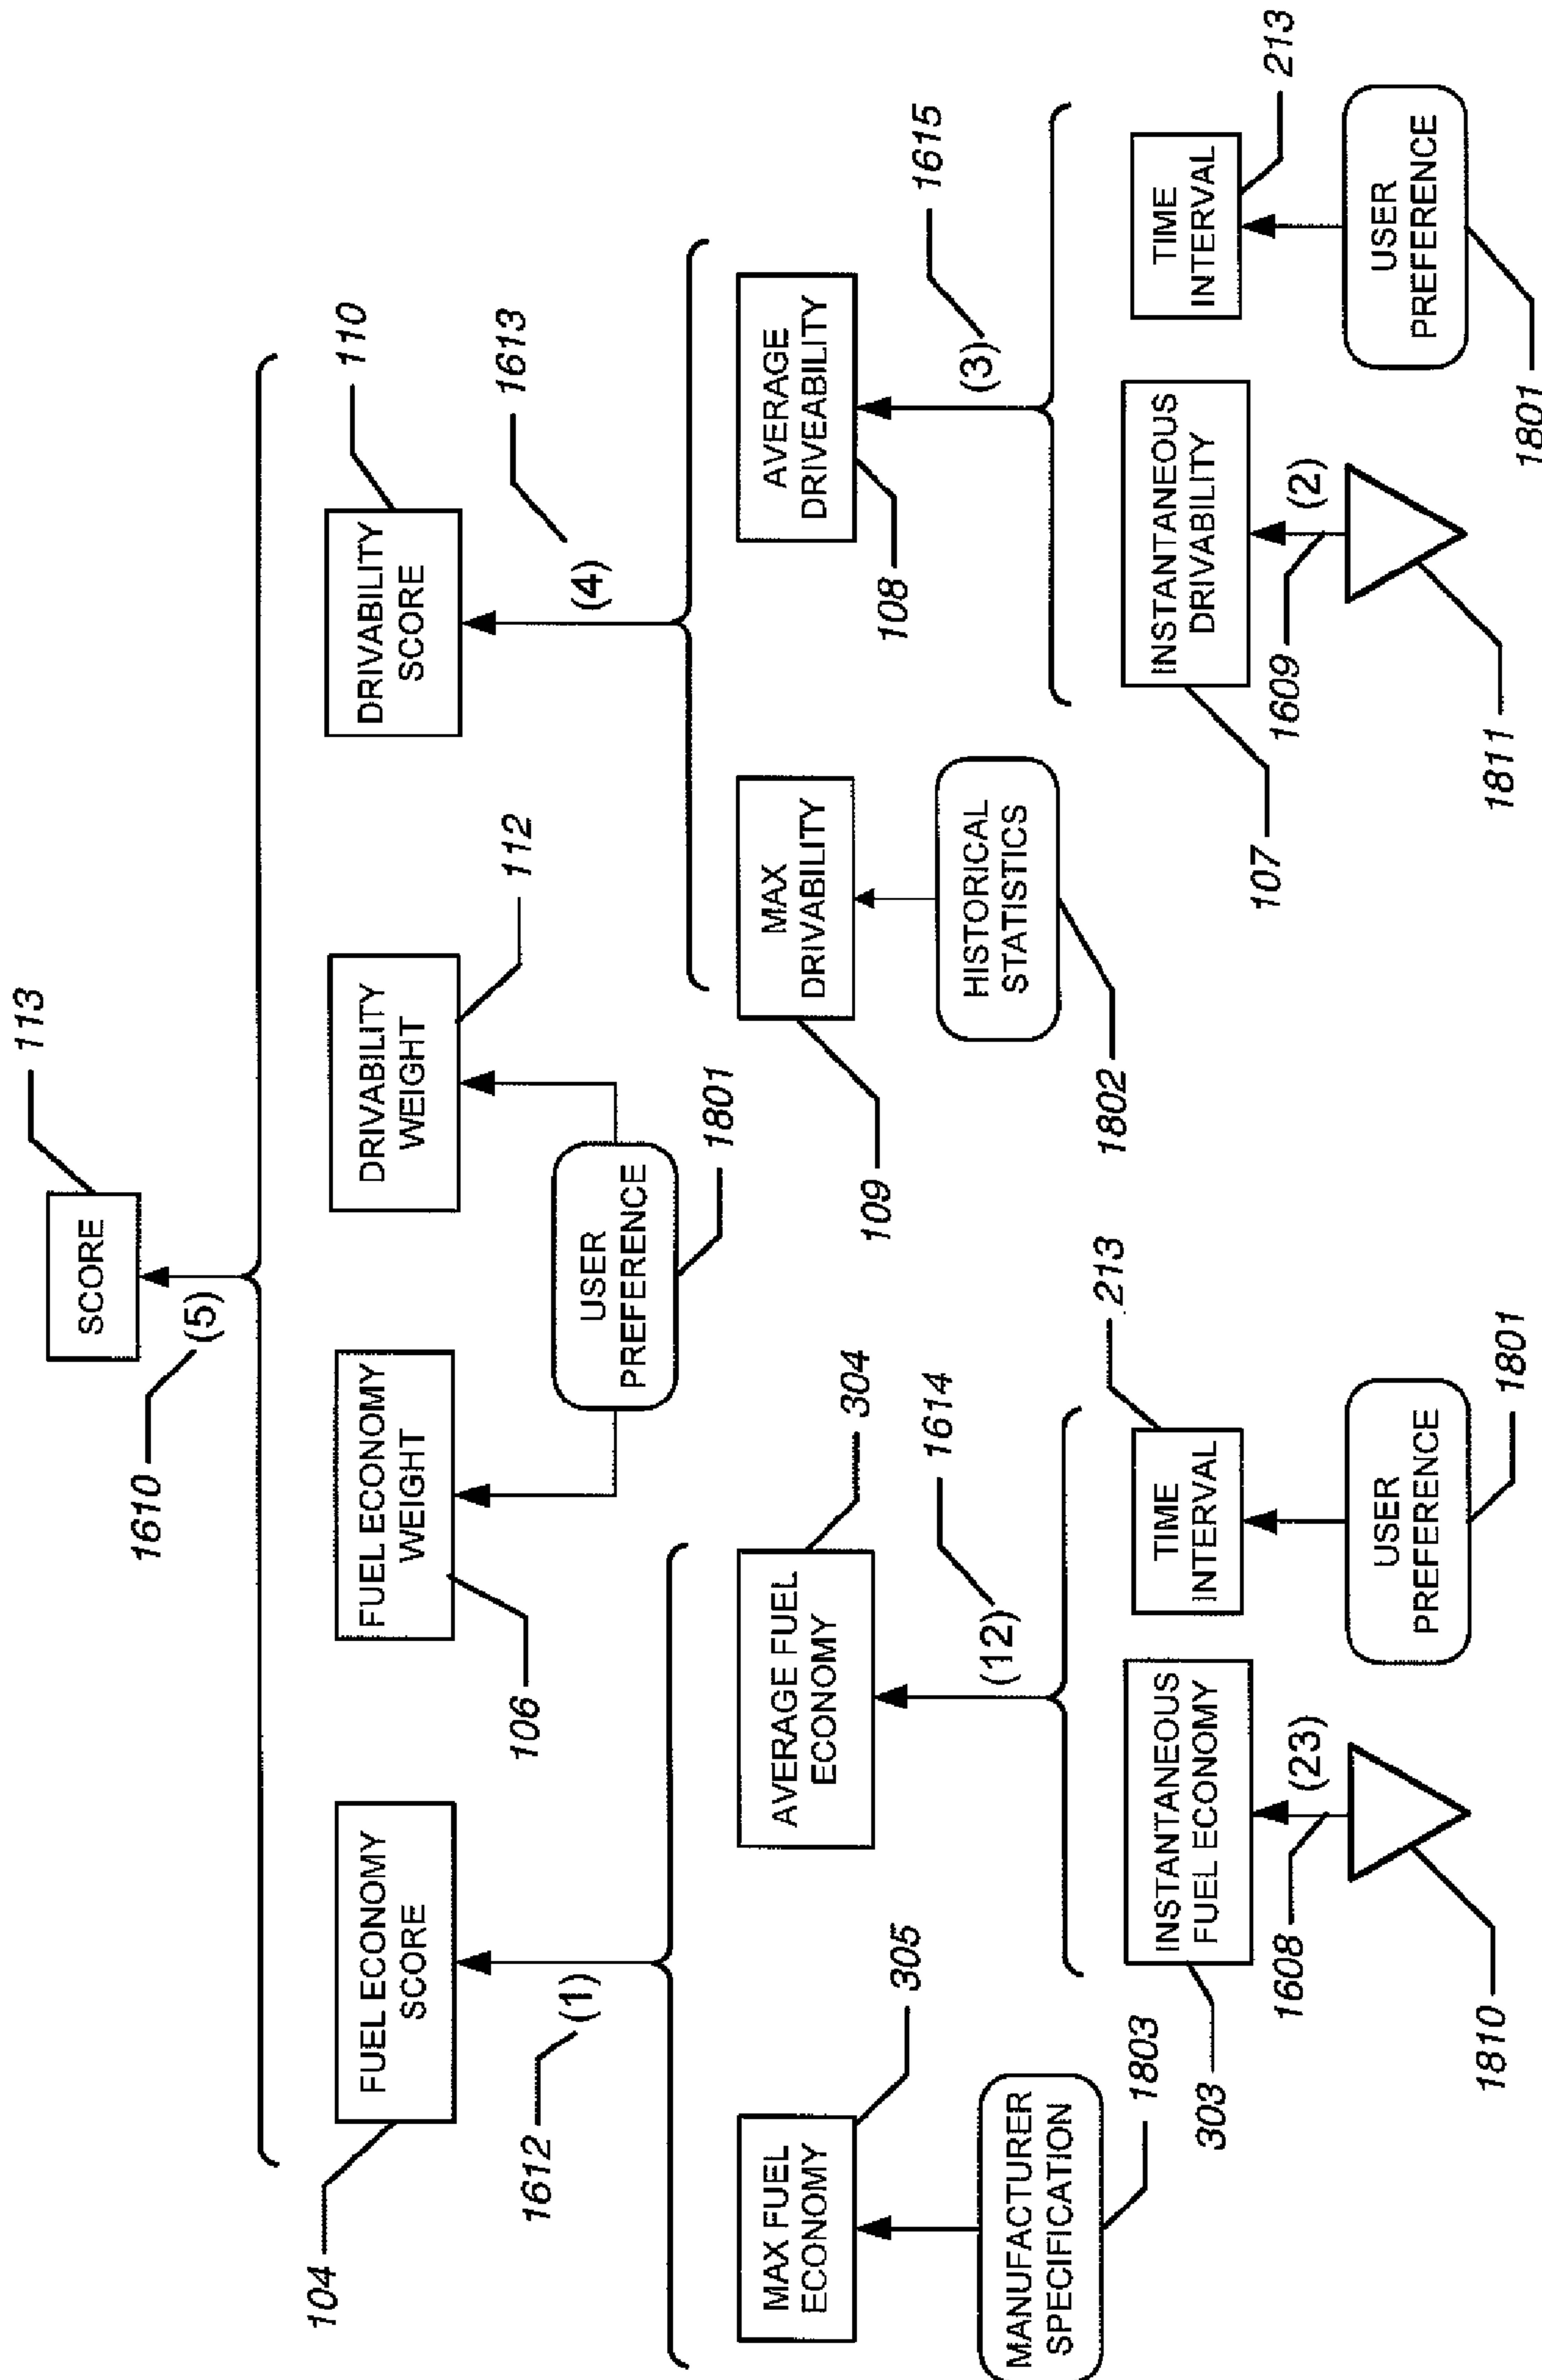 113
SCORE
1610
(5)
104
FUEL ECONOMY
SCORE
FUEL ECONOMY
WEIGHT
106
DRIVABILITY
WEIGHT
112
DRIVABILITY
SCORE
110
USER
PREFERENCE
1801
1612
(1)
(4)
1613
MAX FUEL
ECONOMY
305
AVERAGE FUEL
ECONOMY
304
MAX
DRIVABILITY
109
AVERAGE
DRIVEABILITY
108
MANUFACTURER
SPECIFICATION
1803
HISTORICAL
STATISTICS
1802
(12)
1614
(3)
1615
INSTANTANEOUS
FUEL ECONOMY
303
TIME
INTERVAL
213
INSTANTANEOUS
DRIVABILITY
107
TIME
INTERVAL
213
1608
(23)
1810
USER
PREFERENCE
1801
1609
(2)
1811
USER
PREFERENCE
1801